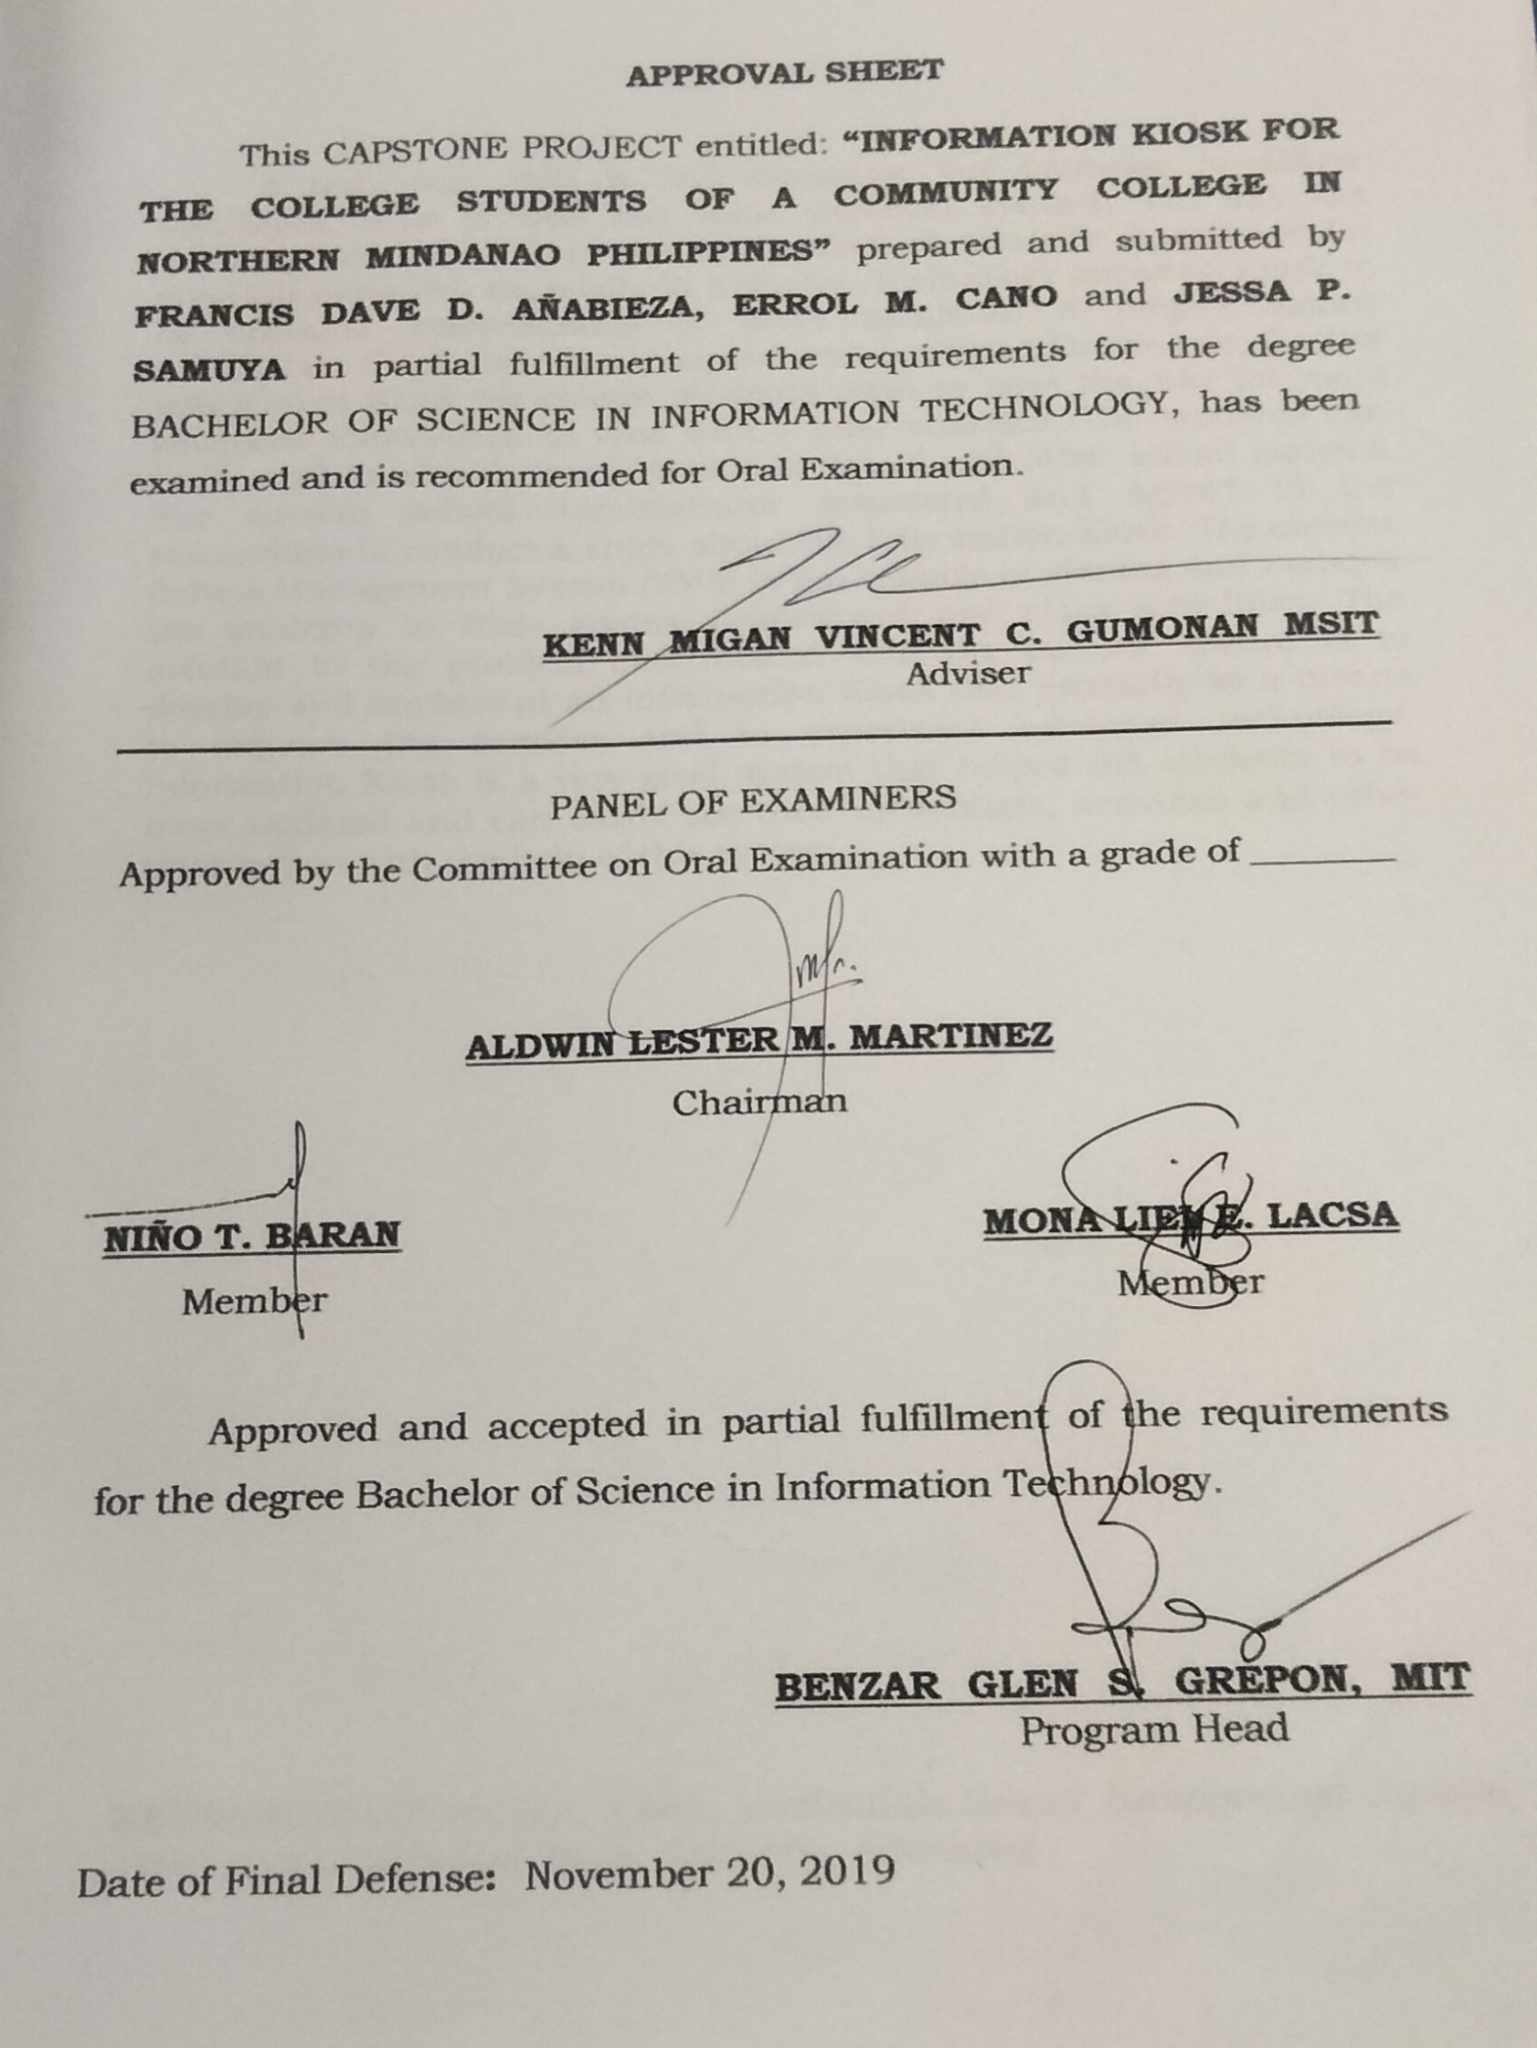 APPROVAL SHEET
This CAPSTONE PROJECT entitled: “INFORMATION KIOSK FOR
THE COLLEGE STUDENTS OF A COMMUNITY COLLEGE IN
NORTHERN MINDANAO PHILIPPINES” prepared and submitted by
FRANCIS DAVE D. AÑABIEZA, ERROL M. CANO and JESSA P.
SAMUYA in partial fulfillment of the requirements for the degree
BACHELOR OF SCIENCE IN INFORMATION TECHNOLOGY, has been
examined and is recommended for Oral Examination.
KENN MIGAN VINCENT C. GUMONAN MSIT
Adviser
PANEL OF EXAMINERS
Approved by the Committee on Oral Examination with a grade of
ALDWIN LESTER M. MARTINEZ
Chairman
NIÑO T. BARAN
Member
MONA LIEN E. LACSA
Member
Approved and accepted in partial fulfillment of the requirements
for the degree Bachelor of Science in Information Technology.
BENZAR GLEN S. GREPON, MIT
Program Head
Date of Final Defense: November 20, 2019